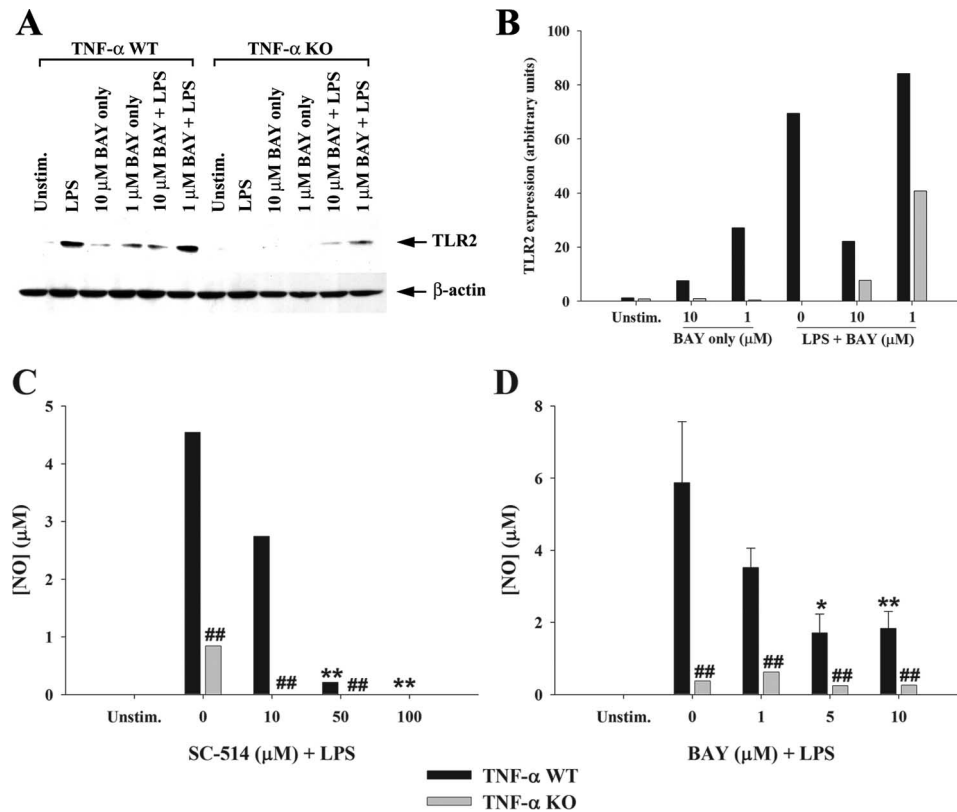 A
TNF-α WT
TNF-α KO
Unstim.
LPS
10 μM BAY only
1 μM BAY only
10 μM BAY + LPS
1 μM BAY + LPS
Unstim.
LPS
10 μM BAY only
1 μM BAY only
10 μM BAY + LPS
1 μM BAY + LPS
TLR2
β-actin
B
TLR2 expression (arbitrary units)
100
80
60
40
20
0
Unstim. 10 1 0 10 1
BAY only (μM) LPS + BAY (μM)
C
[NO] (μM)
5
4
3
2
1
0
##
##
**
##
**
Unstim. 0 10 50 100
SC-514 (μM) + LPS
D
[NO] (μM)
8
6
4
2
0
##
##
*
##
**
##
Unstim. 0 1 5 10
BAY (μM) + LPS
TNF-α WT
TNF-α KO